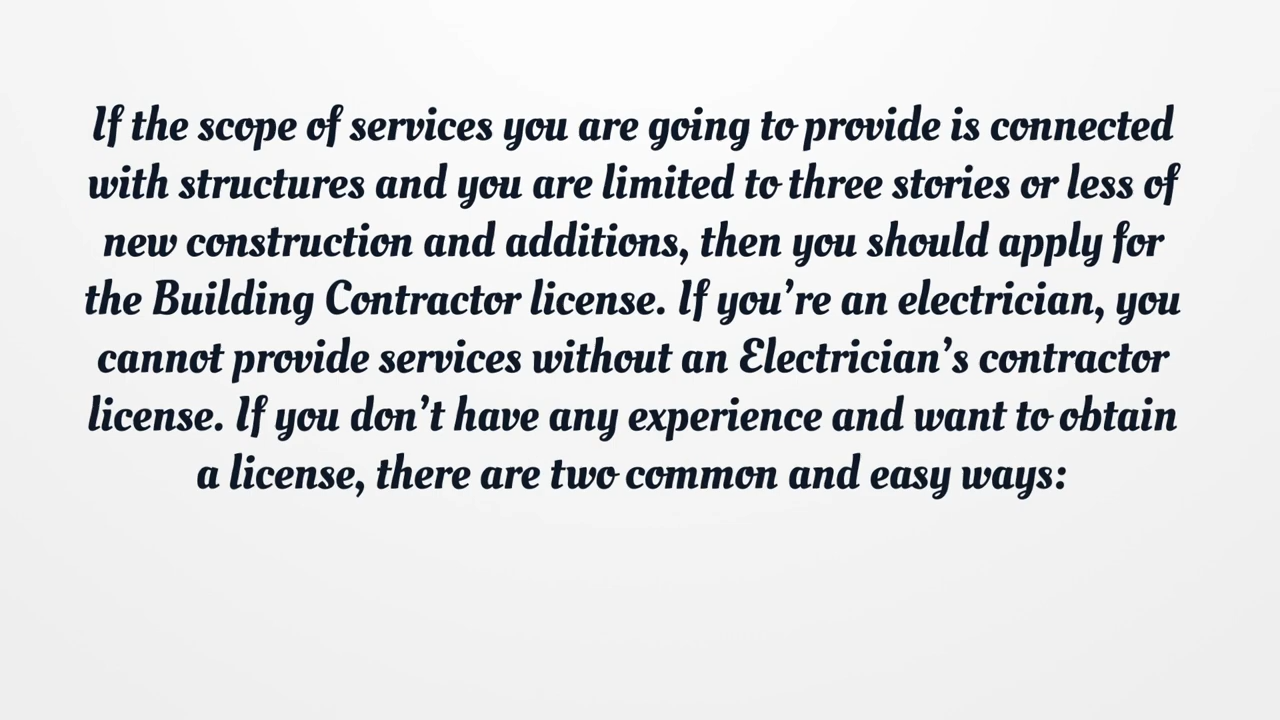 If the scope of services you are going to provide is connected
with structures and you are limited to three stories or less of
new construction and additions, then you should apply for
the Building Contractor license. If you’re an electrician, you
cannot provide services without an Electrician’s contractor
license. If you don’t have any experience and want to obtain
a license, there are two common and easy ways: